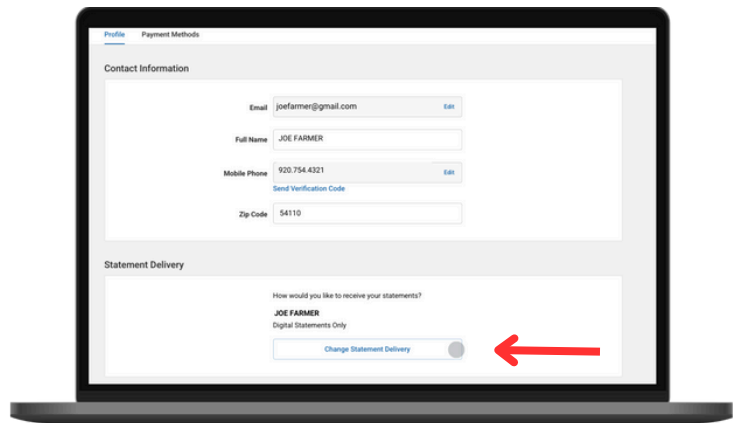 Profile Payment Methods
Contact Information
Email joefarmer@gmail.com Edit
Full Name JOE FARMER
Mobile Phone 920.754.4321 Edit
Send Verification Code
Zip Code 54110
Statement Delivery
How would you like to receive your statements?
JOE FARMER
Digital Statements Only
Change Statement Delivery